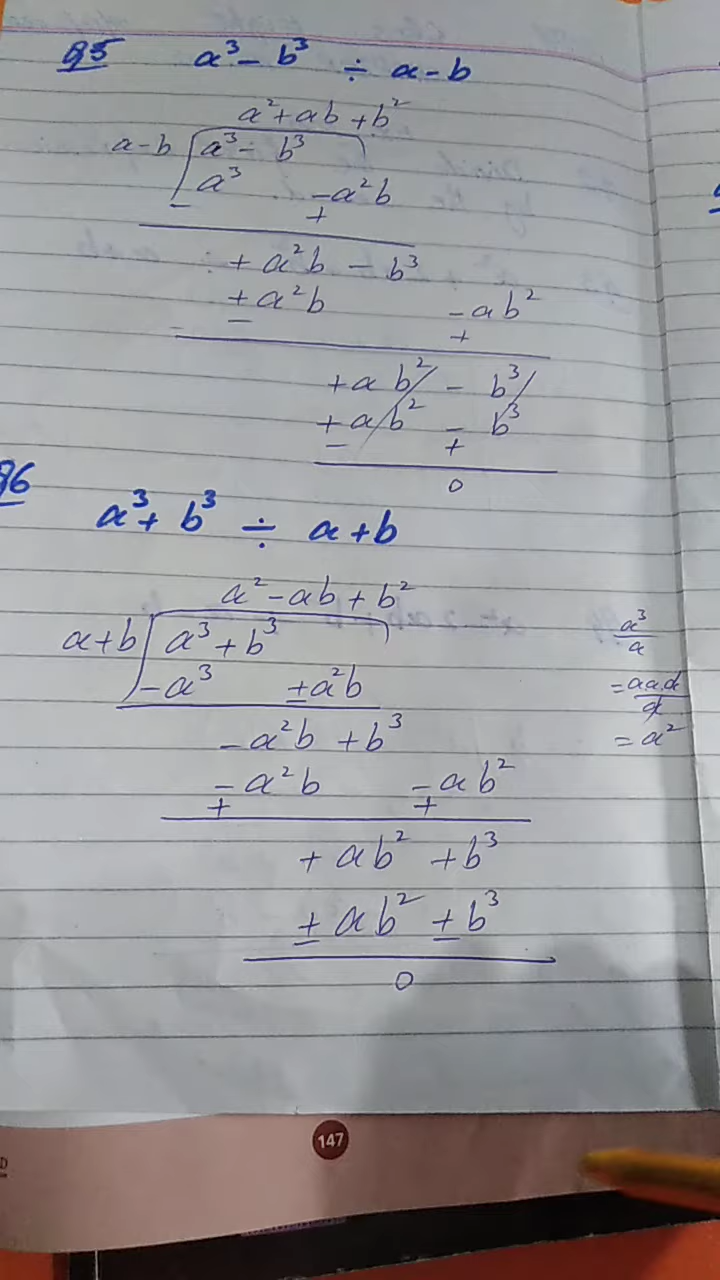 Q5 a³ - b³ ÷ a - b
a² + ab + b²
a - b a³ - b³
a³ - a²b
- +
+ a²b - b³
+ a²b - ab²
- +
+ ab² - b³
+ ab² - b³
- +
0
Q6
a³ + b³ ÷ a + b
a² - ab + b²
a + b a³ + b³
- a³ ± a²b
- a²b + b³
- a²b - ab²
+ +
+ ab² + b³
± ab² ± b³
0
a³/a
= a.a.a/a
= a²
147